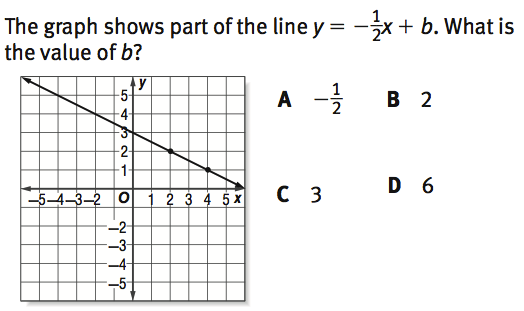 The graph shows part of the line y = −½x + b. What is
the value of b?
A −½ B 2
C 3 D 6
y
5
4
3
2
1
–5–4–3–2 O 1 2 3 4 5 x
–2
–3
–4
–5